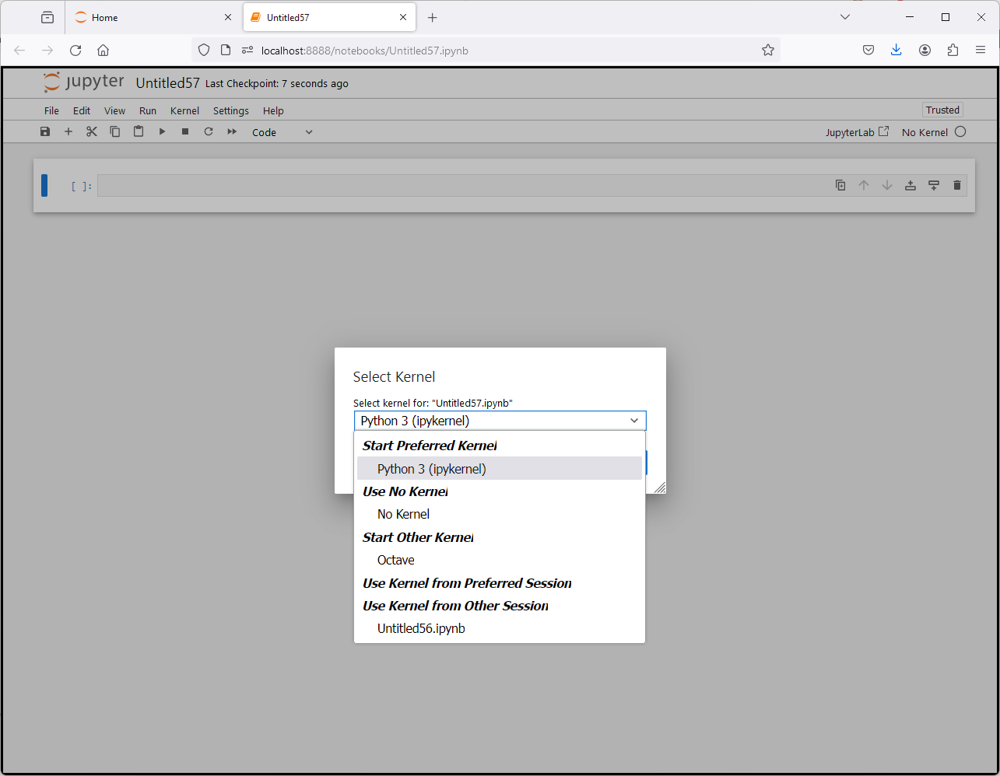 Home
Untitled57
localhost:8888/notebooks/Untitled57.ipynb
jupyter Untitled57 Last Checkpoint: 7 seconds ago
File Edit View Run Kernel Settings Help Trusted
Code JupyterLab No Kernel
[ ]:
Select Kernel
Select kernel for: "Untitled57.ipynb"
Python 3 (ipykernel)
Start Preferred Kernel
Python 3 (ipykernel)
Use No Kernel
No Kernel
Start Other Kernel
Octave
Use Kernel from Preferred Session
Use Kernel from Other Session
Untitled56.ipynb